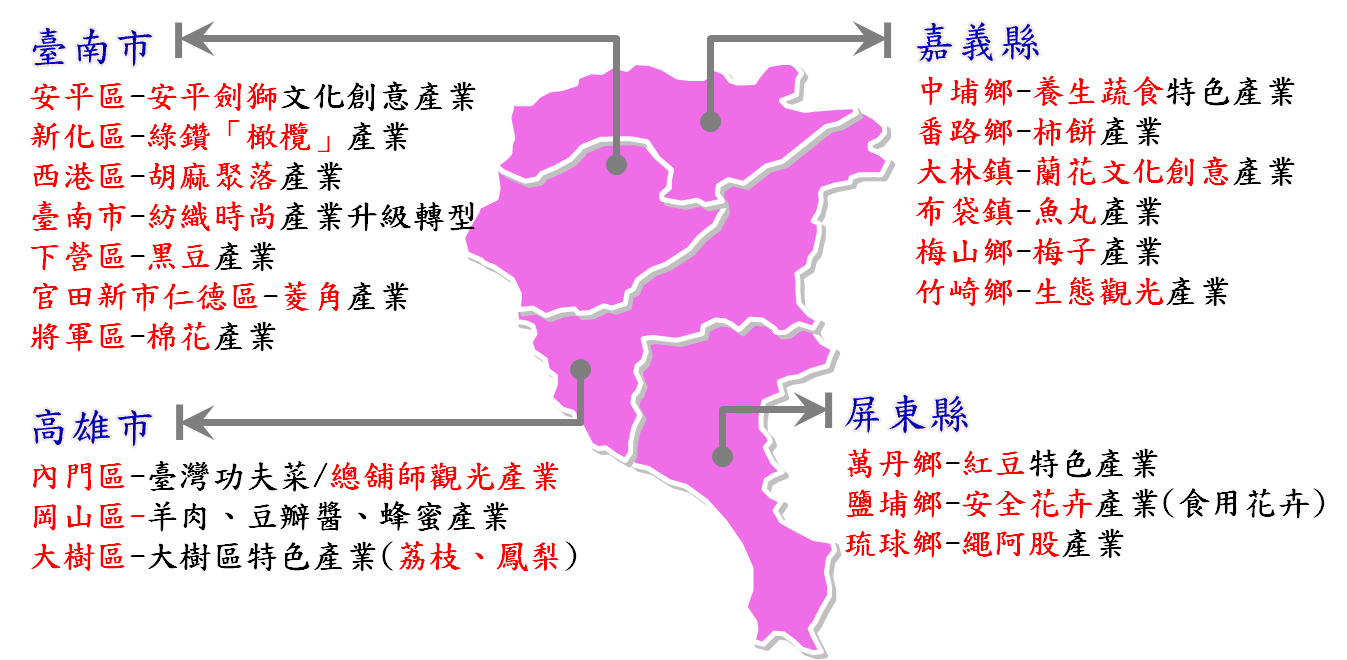 臺南市
安平區-安平劍獅文化創意產業
新化區-綠鑽「橄欖」產業
西港區-胡麻聚落產業
臺南市-紡織時尚產業升級轉型
下營區-黑豆產業
官田新市仁德區-菱角產業
將軍區-棉花產業
嘉義縣
中埔鄉-養生蔬食特色產業
番路鄉-柿餅產業
大林鎮-蘭花文化創意產業
布袋鎮-魚丸產業
梅山鄉-梅子產業
竹崎鄉-生態觀光產業
高雄市
內門區-臺灣功夫菜/總舖師觀光產業
岡山區-羊肉、豆瓣醬、蜂蜜產業
大樹區-大樹區特色產業(荔枝、鳳梨)
屏東縣
萬丹鄉-紅豆特色產業
鹽埔鄉-安全花卉產業(食用花卉)
琉球鄉-繩阿股產業